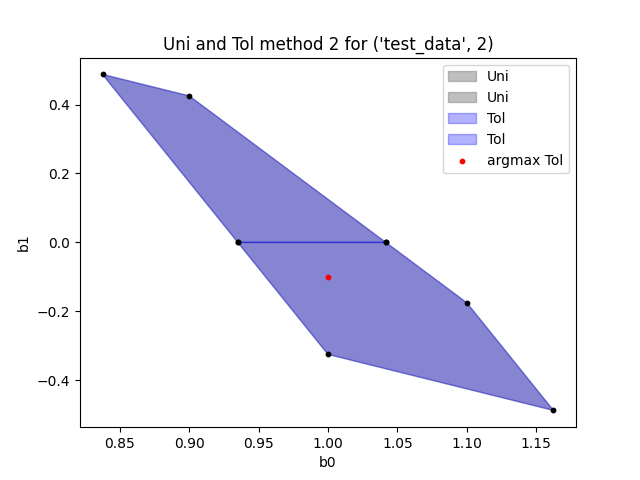 Uni and Tol method 2 for ('test_data', 2)
Uni
Uni
Tol
Tol
argmax Tol
b1
0.4
0.2
0.0
−0.2
−0.4
0.85
0.90
0.95
1.00
1.05
1.10
1.15
b0